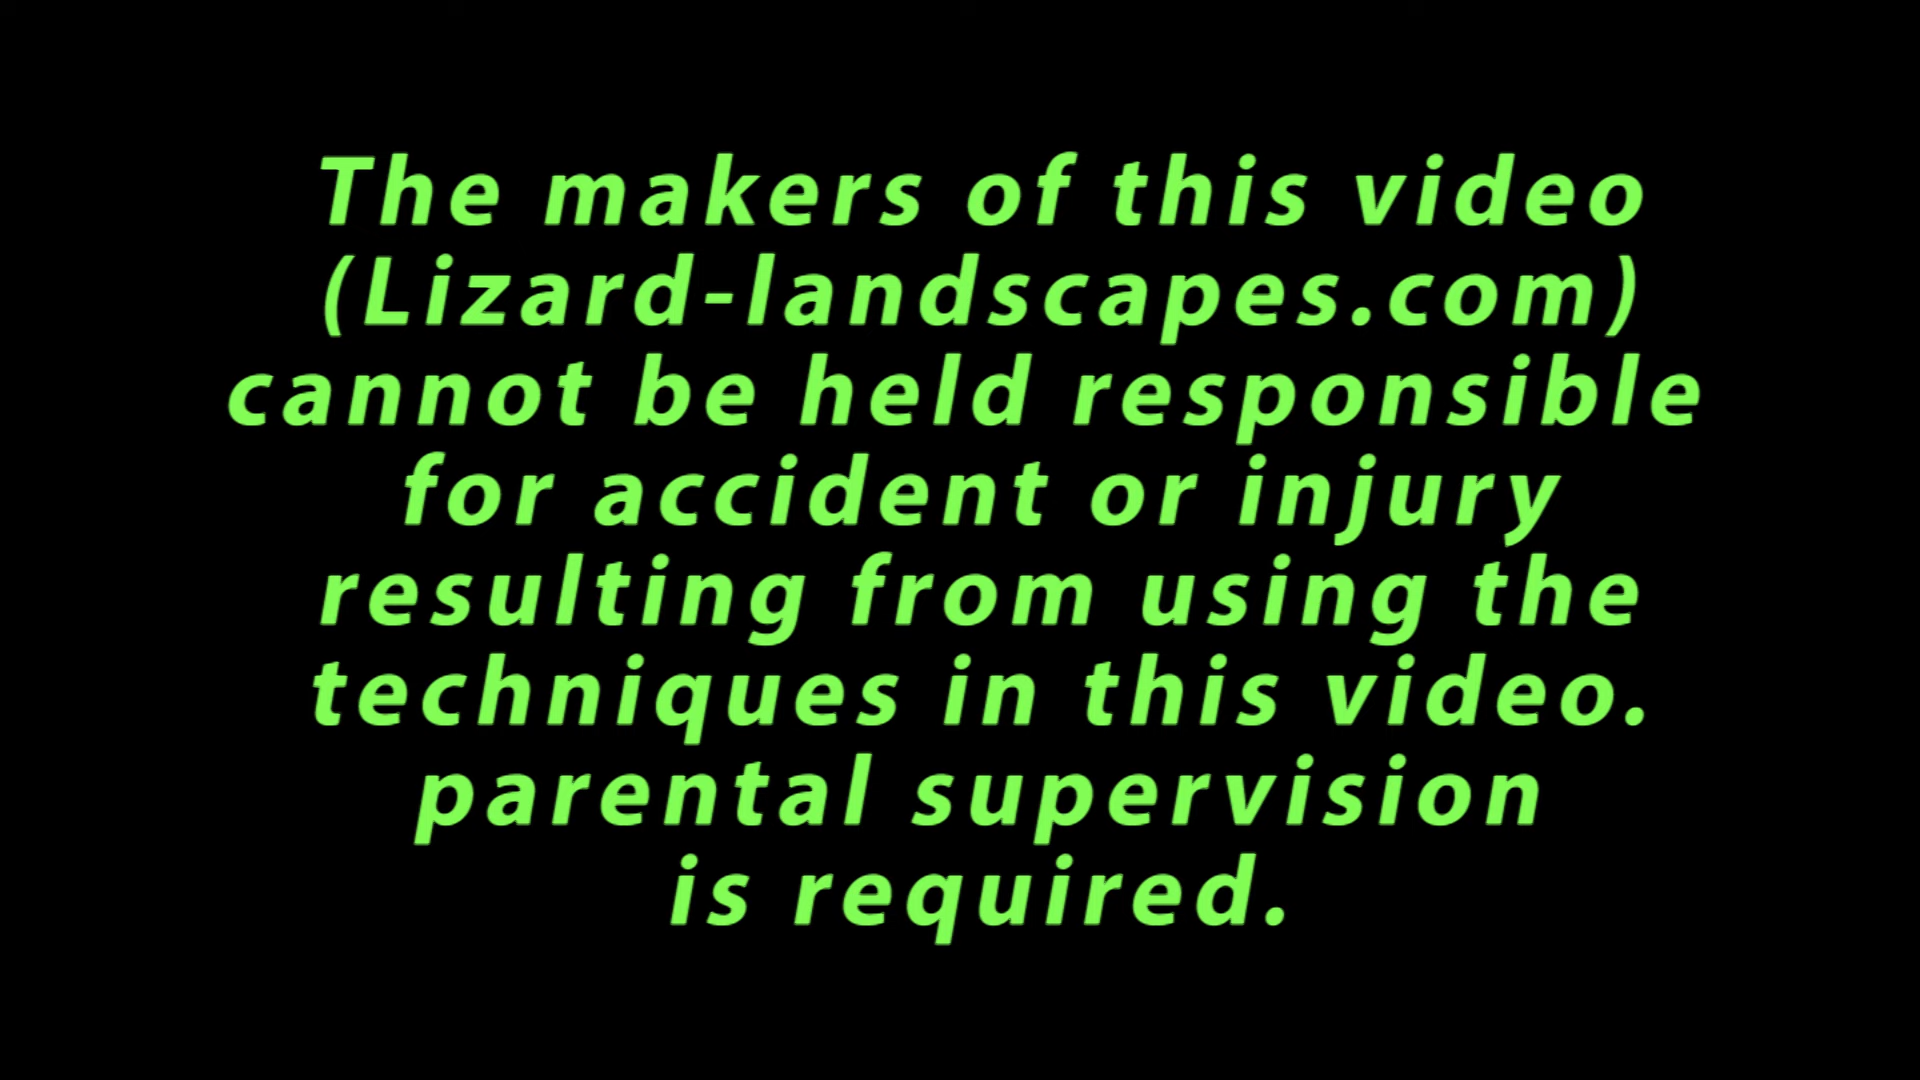 The makers of this video
(Lizard-landscapes.com)
cannot be held responsible
for accident or injury
resulting from using the
techniques in this video.
parental supervision
is required.